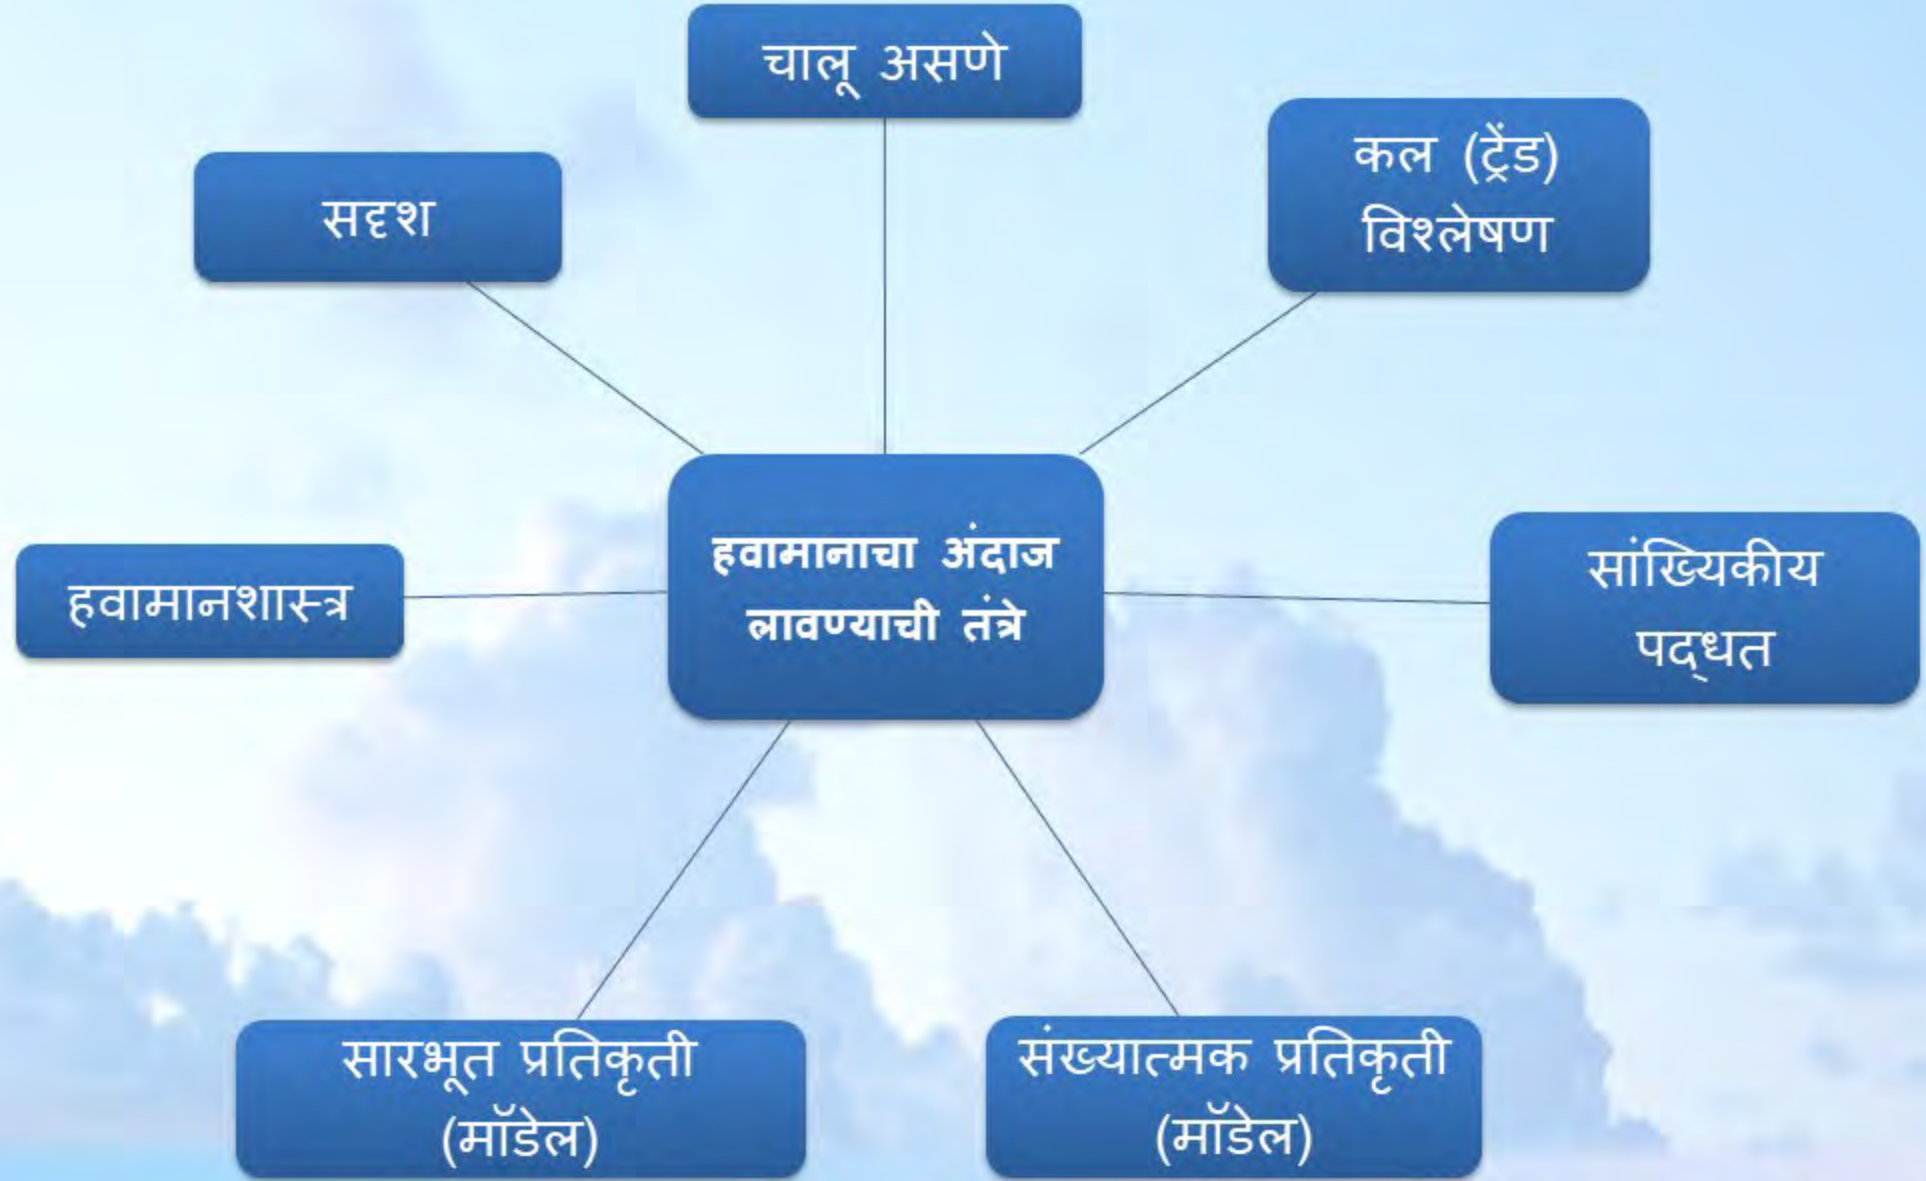 चालू असणे
कल (ट्रेंड)
विश्लेषण
सदृश
हवामानाचा अंदाज
लावण्याची तंत्रे
सांख्यिकीय
पद्धत
हवामानशास्त्र
सारभूत प्रतिकृती
(मॉडेल)
संख्यात्मक प्रतिकृती
(मॉडेल)